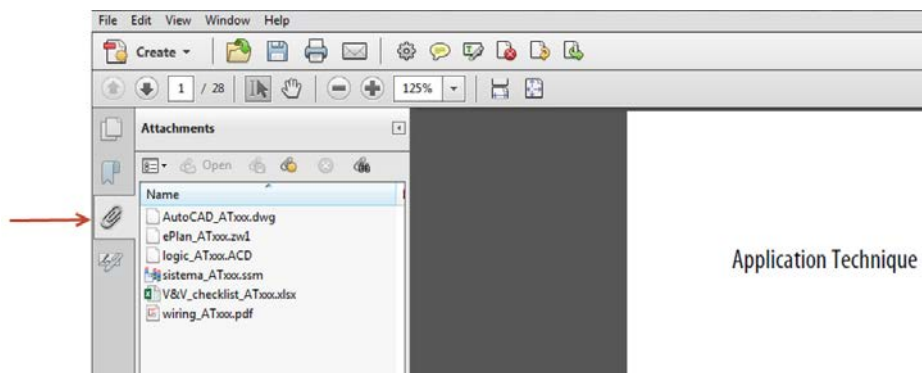 File Edit View Window Help
Create
1 / 28 125%
Attachments
Open
Name
AutoCAD_ATxxx.dwg
ePlan_ATxxx.zw1
logic_ATxxx.ACD
sistema_ATxxx.ssm
V&V_checklist_ATxxx.xlsx
wiring_ATxxx.pdf
Application Technique